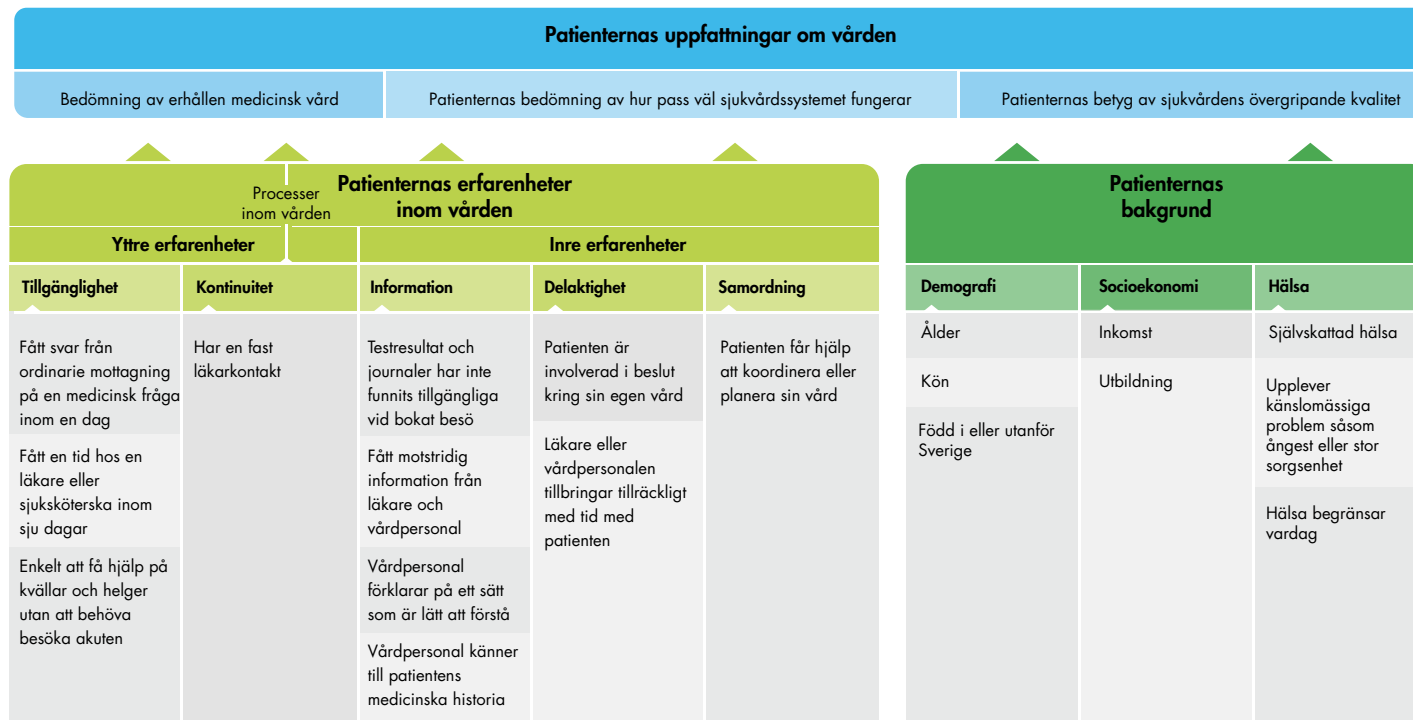 Patienternas uppfattningar om vården
Bedömning av erhållen medicinsk vård
Patienternas bedömning av hur pass väl sjukvårdssystemet fungerar
Patienternas betyg av sjukvårdens övergripande kvalitet
Patienternas erfarenheter
inom vården
Processer
inom vården
Yttre erfarenheter
Inre erfarenheter
Tillgänglighet
Fått svar från
ordinarie mottagning
på en medicinsk fråga
inom en dag
Fått en tid hos en
läkare eller
sjuksköterska inom
sju dagar
Enkelt att få hjälp på
kvällar och helger
utan att behöva
besöka akuten
Kontinuitet
Har en fast
läkarkontakt
Information
Testresultat och
journaler har inte
funnits tillgängliga
vid bokat besö
Fått motstridig
information från
läkare och
vårdpersonal
Vårdpersonal
förklarar på ett sätt
som är lätt att förstå
Vårdpersonal känner
till patientens
medicinska historia
Delaktighet
Patienten är
involverad i beslut
kring sin egen vård
Läkare eller
vårdpersonalen
tillbringar tillräckligt
med tid med
patienten
Samordning
Patienten får hjälp
att koordinera eller
planera sin vård
Patienternas
bakgrund
Demografi
Ålder
Kön
Född i eller utanför
Sverige
Socioekonomi
Inkomst
Utbildning
Hälsa
Självskattad hälsa
Upplever
känslomässiga
problem såsom
ångest eller stor
sorgsenhet
Hälsa begränsar
vardag